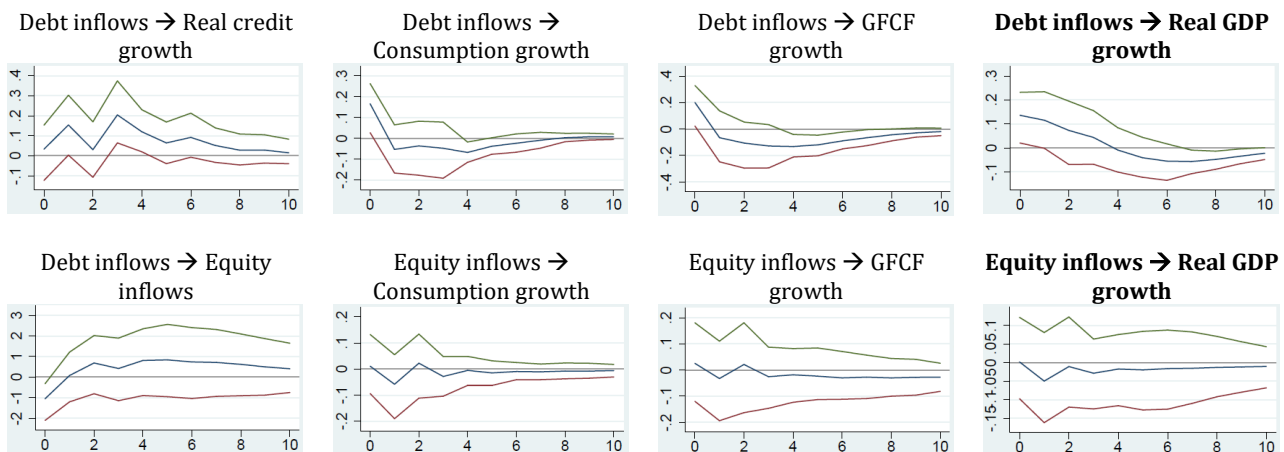 Debt inflows → Real credit
growth
-.1 0 .1 .2 .3 .4
0 2 4 6 8 10
Debt inflows →
Consumption growth
-.2 -.1 0 .1 .2 .3
0 2 4 6 8 10
Debt inflows → GFCF
growth
-.4 -.2 0 .2 .4
0 2 4 6 8 10
Debt inflows → Real GDP
growth
-.1 0 .1 .2 .3
0 2 4 6 8 10
Debt inflows → Equity
inflows
-2 -1 0 1 2 3
0 2 4 6 8 10
Equity inflows →
Consumption growth
-.2 -.1 0 .1 .2
0 2 4 6 8 10
Equity inflows → GFCF
growth
-.2 -.1 0 .1 .2
0 2 4 6 8 10
Equity inflows → Real GDP
growth
-.15-.1-.050 .05.1
0 2 4 6 8 10